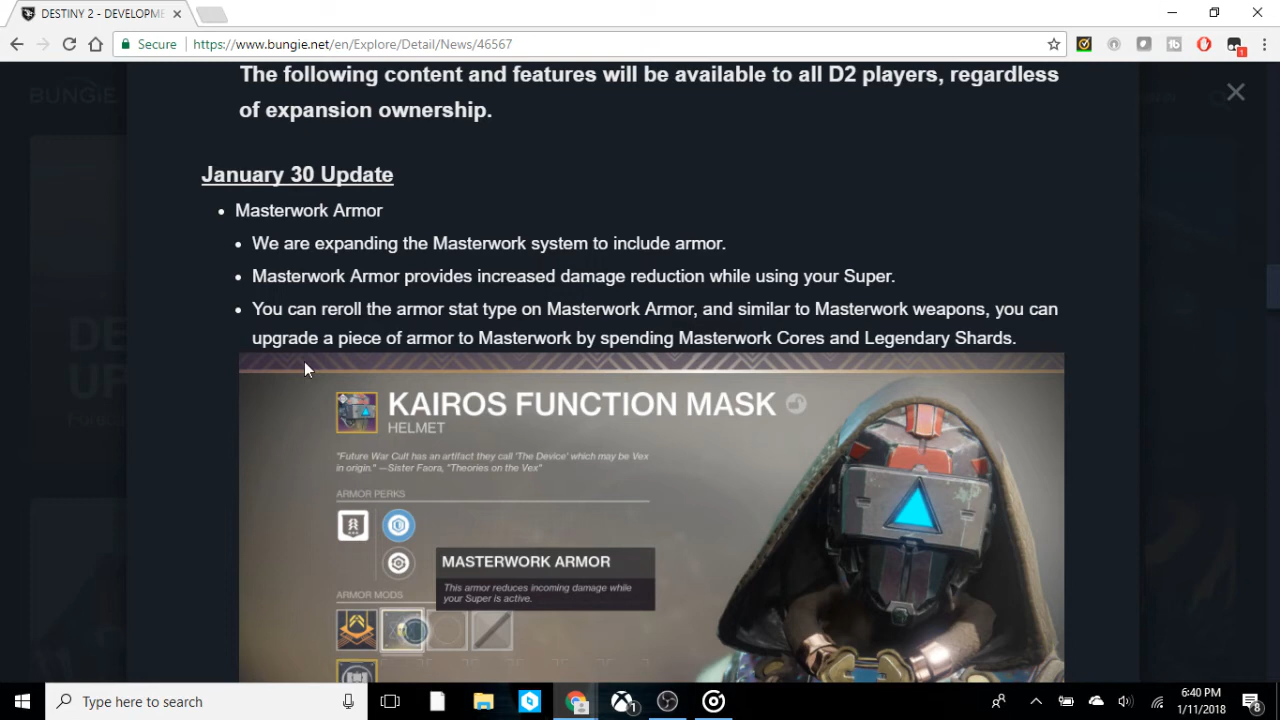 DESTINY 2 - DEVELOPME
Secure
https://www.bungie.net/en/Explore/Detail/News/46567
1
BUNGiE
The following content and features will be available to all D2 players, regardless
of expansion ownership.
January 30 Update
Masterwork Armor
We are expanding the Masterwork system to include armor.
Masterwork Armor provides increased damage reduction while using your Super.
You can reroll the armor stat type on Masterwork Armor, and similar to Masterwork weapons, you can
upgrade a piece of armor to Masterwork by spending Masterwork Cores and Legendary Shards.
KAIROS FUNCTION MASK
HELMET
"Future War Cult has an artifact they call 'The Device' which may be Vex
in origin." —Sister Faora, "Theories on the Vex"
ARMOR PERKS
MASTERWORK ARMOR
This armor reduces incoming damage while
your Super is active.
ARMOR MODS
DE
UP
Type here to search
1
6:40 PM
1/11/2018
8